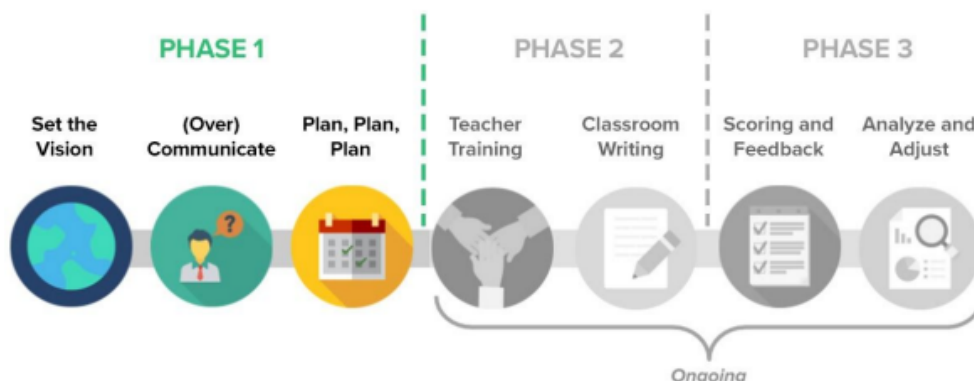 PHASE 1
PHASE 2
PHASE 3
Set the
Vision
(Over)
Communicate
Plan, Plan,
Plan
Teacher
Training
Classroom
Writing
Scoring and
Feedback
Analyze and
Adjust
?
Ongoing